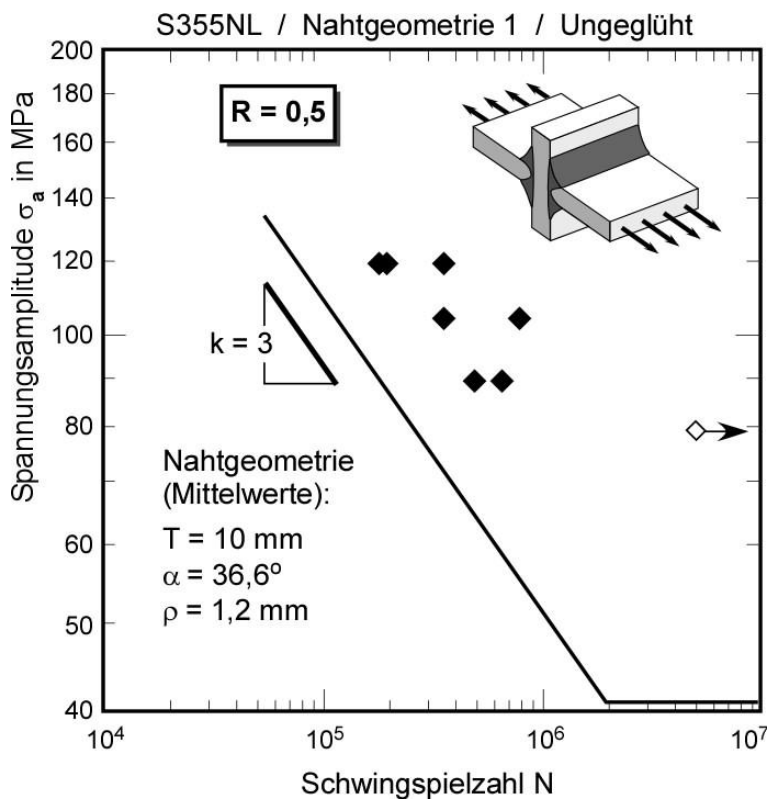 S355NL / Nahtgeometrie 1 / Ungeglüht
Spannungsamplitude σa in MPa
200
180
160
140
120
100
80
60
50
40
R = 0,5
k = 3
Nahtgeometrie
(Mittelwerte):
T = 10 mm
α = 36,6º
ρ = 1,2 mm
10⁴
10⁵
10⁶
10⁷
Schwingspielzahl N